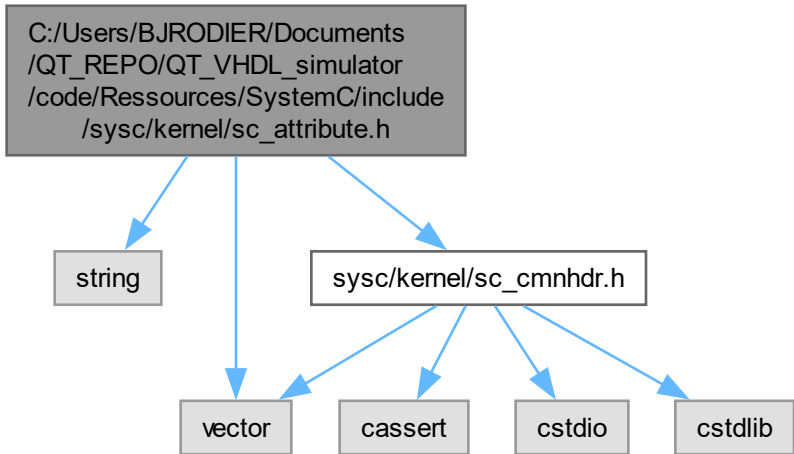 C:/Users/BJRODIER/Documents
/QT_REPO/QT_VHDL_simulator
/code/Ressources/SystemC/include
/sysc/kernel/sc_attribute.h
string
sysc/kernel/sc_cmnhdr.h
vector
cassert
cstdio
cstdlib